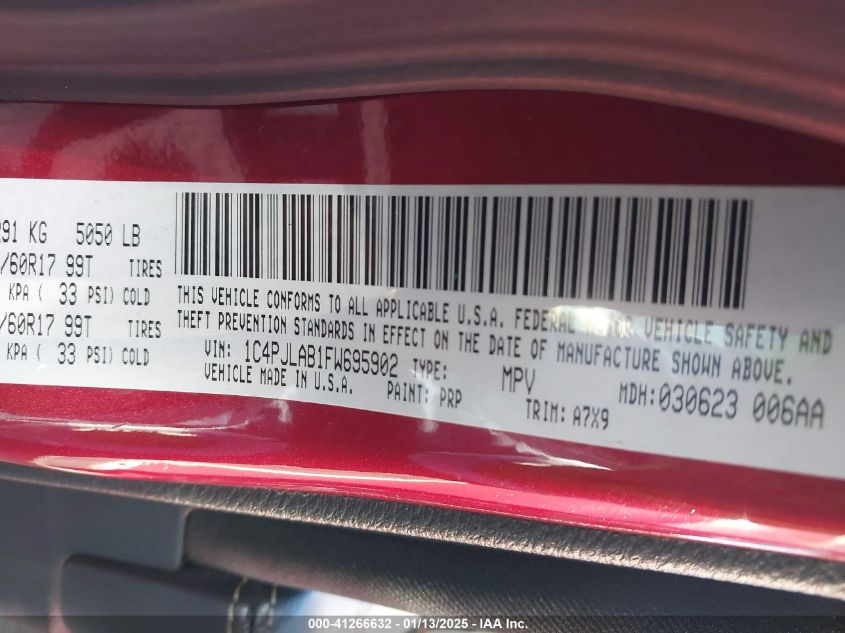 291 KG 5050 LB
/60R17 99T TIRES
KPA ( 33 PSI) COLD
/60R17 99T TIRES
KPA ( 33 PSI) COLD
THIS VEHICLE CONFORMS TO ALL APPLICABLE U.S.A. FEDERAL MOTOR VEHICLE SAFETY AND
THEFT PREVENTION STANDARDS IN EFFECT ON THE DATE OF MANUFACTURE SHOWN ABOVE.
VIN: 1C4PJLAB1FW695902 TYPE: MPV MDH:030623 006AA
VEHICLE MADE IN U.S.A. PAINT: PRP TRIM: A7X9
000-41266632 - 01/13/2025 - IAA Inc.